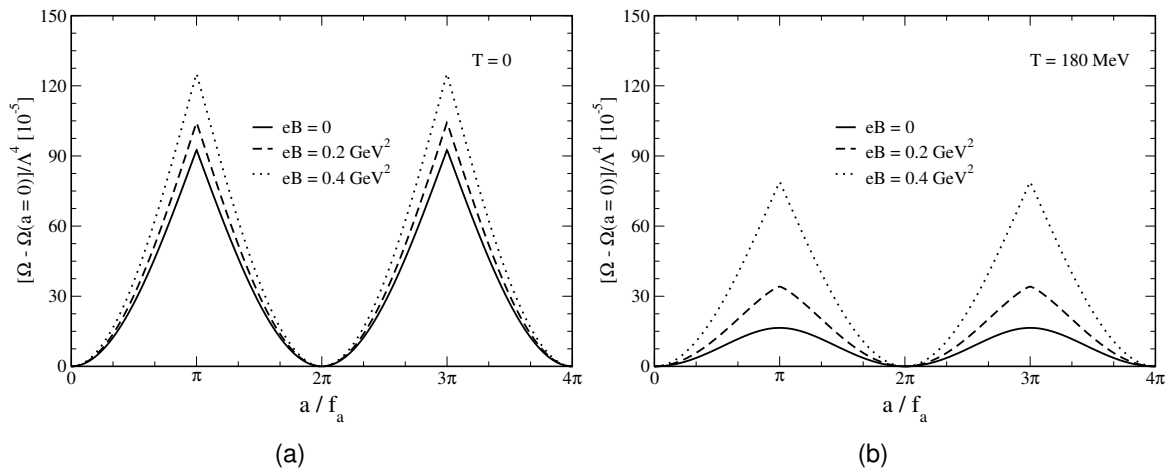 150
120
90
60
30
0
[Ω - Ω(a = 0)]/Λ⁴ [10⁻⁵]
T = 0
eB = 0
eB = 0.2 GeV²
eB = 0.4 GeV²
0
π
2π
3π
4π
a / fₐ
(a)
150
120
90
60
30
0
[Ω - Ω(a = 0)]/Λ⁴ [10⁻⁵]
T = 180 MeV
eB = 0
eB = 0.2 GeV²
eB = 0.4 GeV²
0
π
2π
3π
4π
a / fₐ
(b)